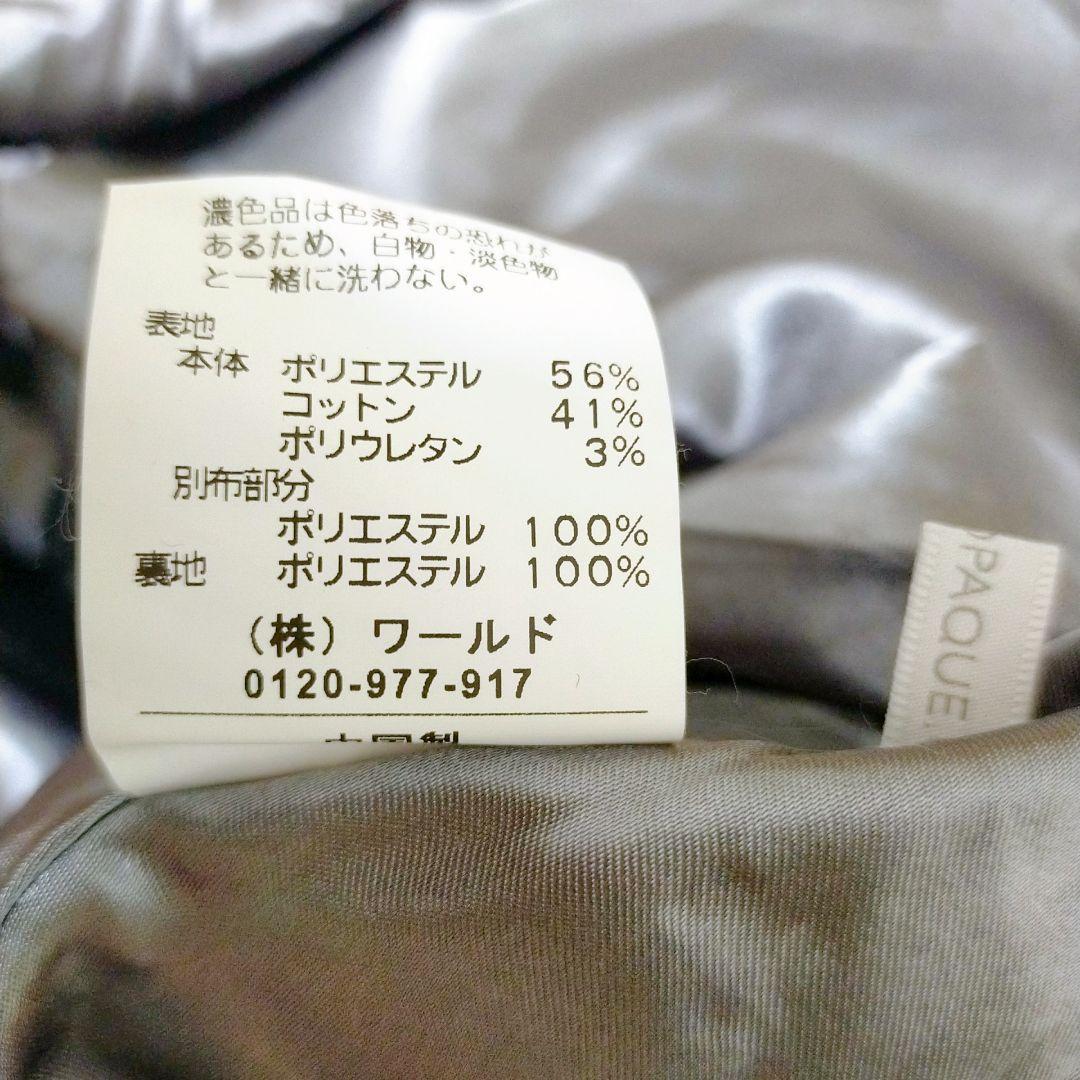 濃色品は色落ちの恐れが
あるため、白物・淡色物
と一緒に洗わない。
表地
本体 ポリエステル 56%
コットン 41%
ポリウレタン 3%
別布部分
ポリエステル 100%
裏地 ポリエステル 100%
(株) ワールド
0120-977-917
中国製
OPAQUE.